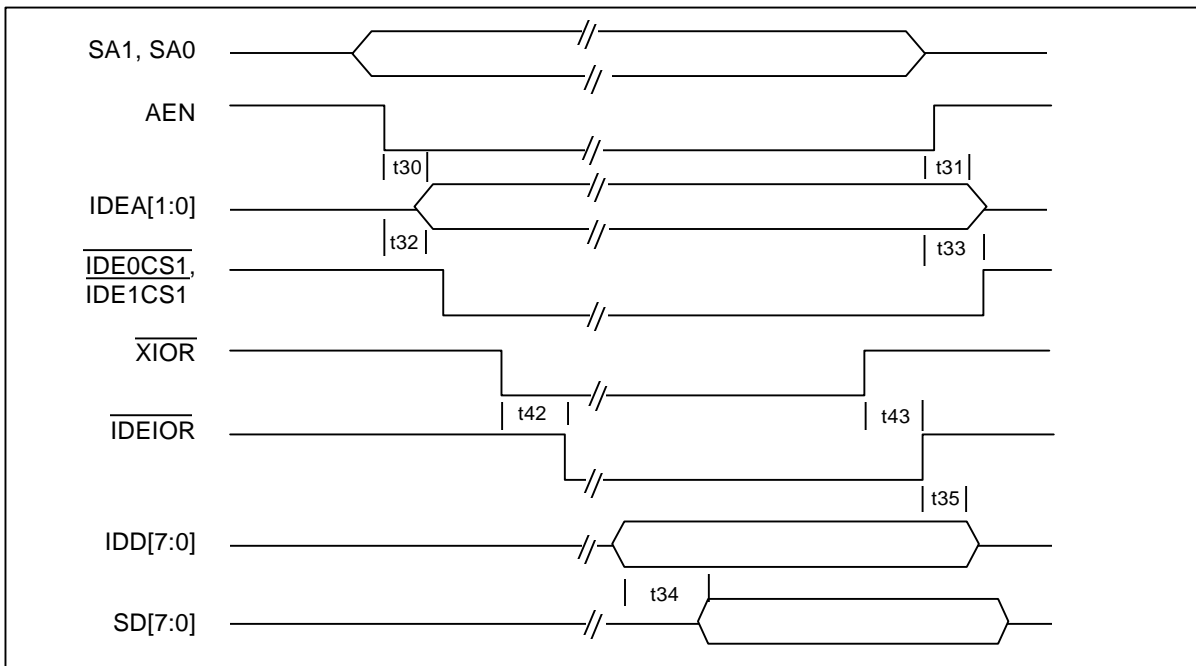 SA1, SA0
AEN
t30
t31
IDEA[1:0]
t32
t33
IDE0CS1,
IDE1CS1
XIOR
t42
t43
IDEIOR
t35
IDD[7:0]
t34
SD[7:0]